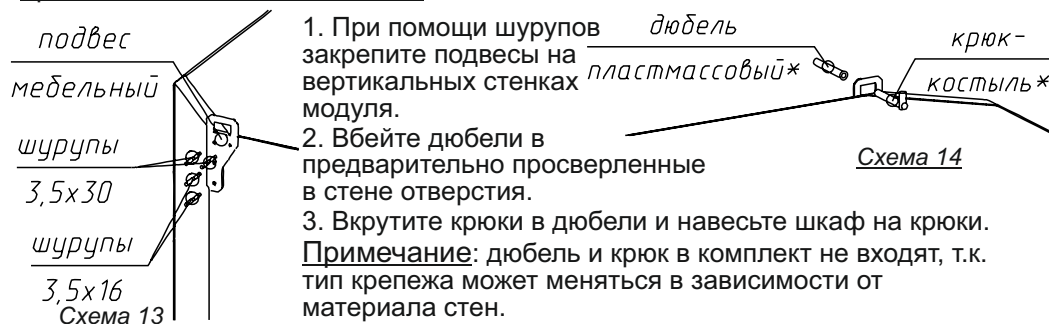 подвес
мебельный
шурупы
3,5х30
шурупы
3,5х16
Схема 13
1. При помощи шурупов
закрепите подвесы на
вертикальных стенках
модуля.
2. Вбейте дюбели в
предварительно просверленные
в стене отверстия.
3. Вкрутите крюки в дюбели и навесьте шкаф на крюки.
Примечание: дюбель и крюк в комплект не входят, т.к.
тип крепежа может меняться в зависимости от
материала стен.
дюбель
пластмассовый*
крюк-
костыль*
Схема 14